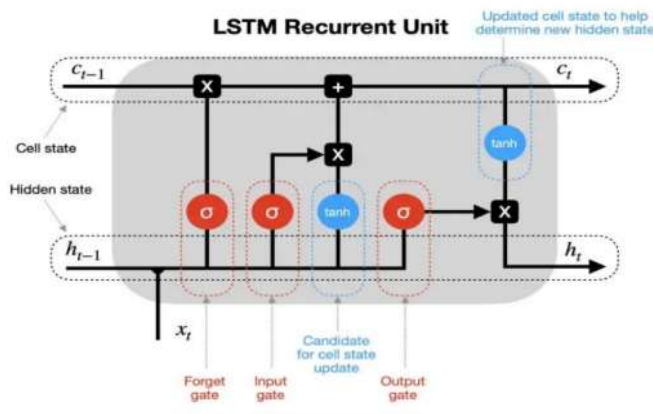 LSTM Recurrent Unit
Updated cell state to help
determine new hidden state
c_{t-1}
c_t
X
+
tanh
X
Cell state
Hidden state
σ
σ
tanh
σ
X
h_{t-1}
h_t
x_t
Candidate
for cell state
update
Forget
gate
Input
gate
Output
gate